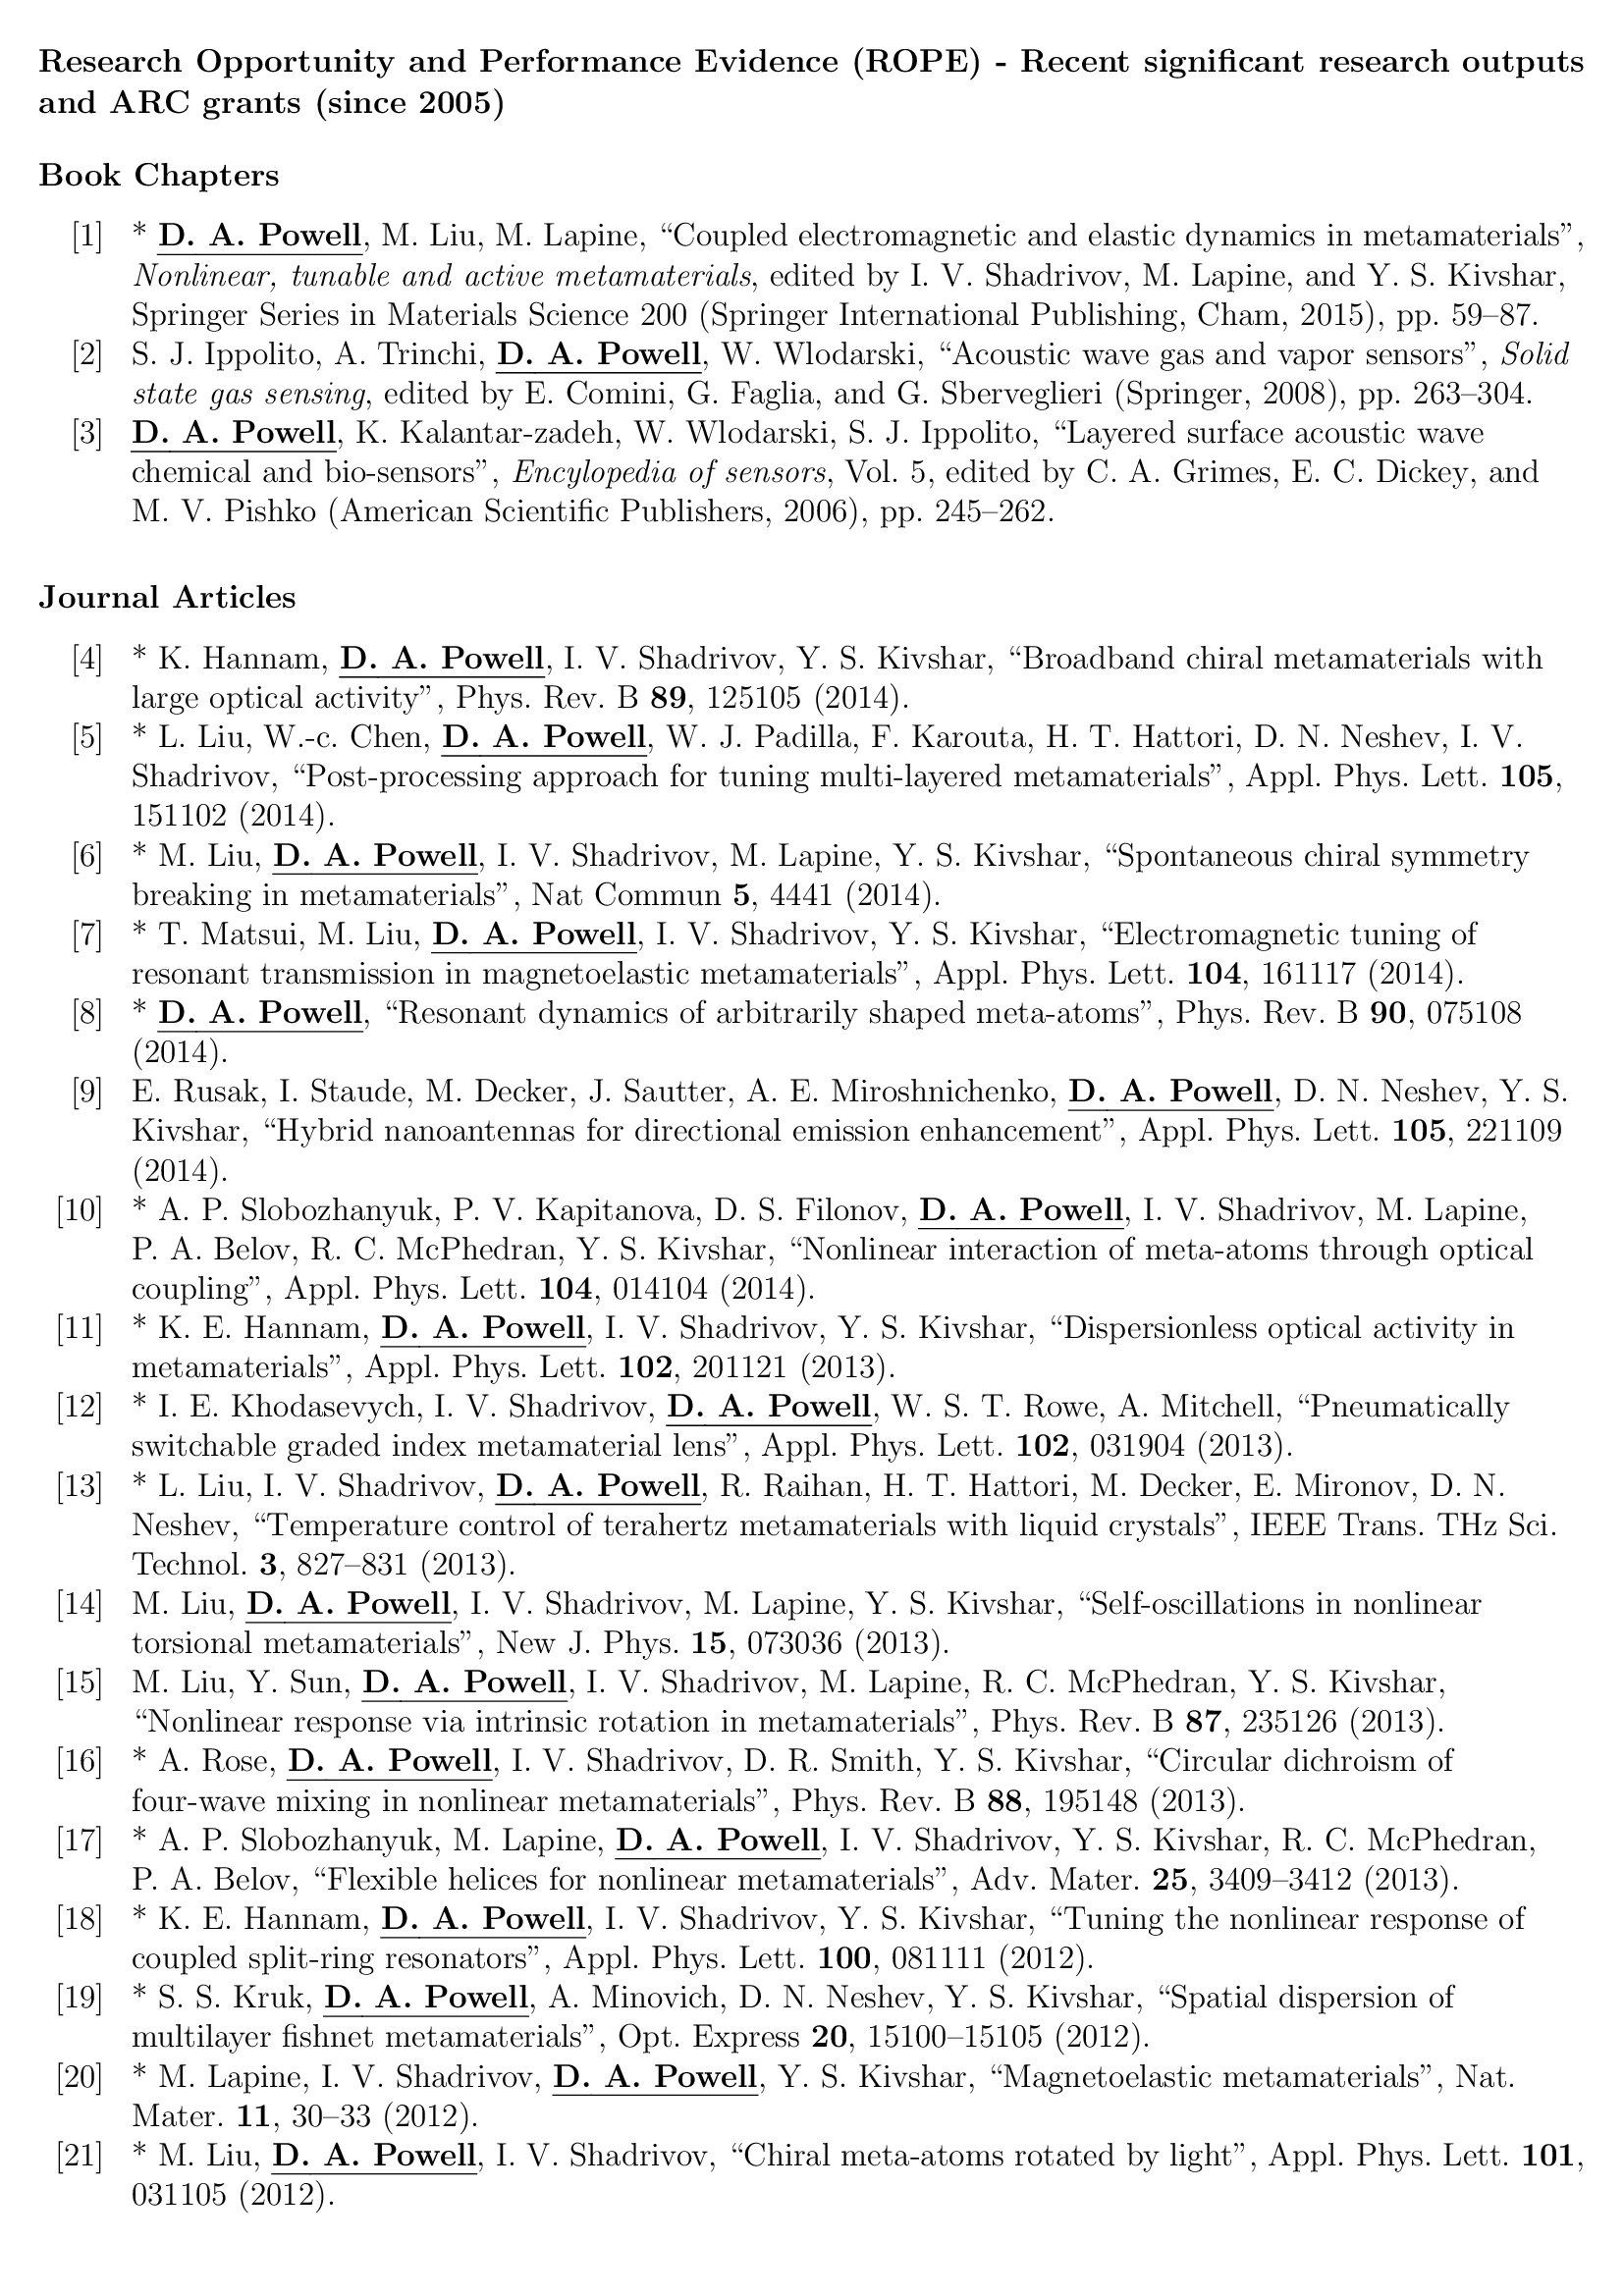 Research Opportunity and Performance Evidence (ROPE) - Recent significant research outputs
and ARC grants (since 2005)
Book Chapters
[1] * D. A. Powell, M. Liu, M. Lapine, “Coupled electromagnetic and elastic dynamics in metamaterials”,
Nonlinear, tunable and active metamaterials, edited by I. V. Shadrivov, M. Lapine, and Y. S. Kivshar,
Springer Series in Materials Science 200 (Springer International Publishing, Cham, 2015), pp. 59–87.
[2] S. J. Ippolito, A. Trinchi, D. A. Powell, W. Wlodarski, “Acoustic wave gas and vapor sensors”, Solid
state gas sensing, edited by E. Comini, G. Faglia, and G. Sberveglieri (Springer, 2008), pp. 263–304.
[3] D. A. Powell, K. Kalantar-zadeh, W. Wlodarski, S. J. Ippolito, “Layered surface acoustic wave
chemical and bio-sensors”, Encylopedia of sensors, Vol. 5, edited by C. A. Grimes, E. C. Dickey, and
M. V. Pishko (American Scientific Publishers, 2006), pp. 245–262.
Journal Articles
[4] * K. Hannam, D. A. Powell, I. V. Shadrivov, Y. S. Kivshar, “Broadband chiral metamaterials with
large optical activity”, Phys. Rev. B 89, 125105 (2014).
[5] * L. Liu, W.-c. Chen, D. A. Powell, W. J. Padilla, F. Karouta, H. T. Hattori, D. N. Neshev, I. V.
Shadrivov, “Post-processing approach for tuning multi-layered metamaterials”, Appl. Phys. Lett. 105,
151102 (2014).
[6] * M. Liu, D. A. Powell, I. V. Shadrivov, M. Lapine, Y. S. Kivshar, “Spontaneous chiral symmetry
breaking in metamaterials”, Nat Commun 5, 4441 (2014).
[7] * T. Matsui, M. Liu, D. A. Powell, I. V. Shadrivov, Y. S. Kivshar, “Electromagnetic tuning of
resonant transmission in magnetoelastic metamaterials”, Appl. Phys. Lett. 104, 161117 (2014).
[8] * D. A. Powell, “Resonant dynamics of arbitrarily shaped meta-atoms”, Phys. Rev. B 90, 075108
(2014).
[9] E. Rusak, I. Staude, M. Decker, J. Sautter, A. E. Miroshnichenko, D. A. Powell, D. N. Neshev, Y. S.
Kivshar, “Hybrid nanoantennas for directional emission enhancement”, Appl. Phys. Lett. 105, 221109
(2014).
[10] * A. P. Slobozhanyuk, P. V. Kapitanova, D. S. Filonov, D. A. Powell, I. V. Shadrivov, M. Lapine,
P. A. Belov, R. C. McPhedran, Y. S. Kivshar, “Nonlinear interaction of meta-atoms through optical
coupling”, Appl. Phys. Lett. 104, 014104 (2014).
[11] * K. E. Hannam, D. A. Powell, I. V. Shadrivov, Y. S. Kivshar, “Dispersionless optical activity in
metamaterials”, Appl. Phys. Lett. 102, 201121 (2013).
[12] * I. E. Khodasevych, I. V. Shadrivov, D. A. Powell, W. S. T. Rowe, A. Mitchell, “Pneumatically
switchable graded index metamaterial lens”, Appl. Phys. Lett. 102, 031904 (2013).
[13] * L. Liu, I. V. Shadrivov, D. A. Powell, R. Raihan, H. T. Hattori, M. Decker, E. Mironov, D. N.
Neshev, “Temperature control of terahertz metamaterials with liquid crystals”, IEEE Trans. THz Sci.
Technol. 3, 827–831 (2013).
[14] M. Liu, D. A. Powell, I. V. Shadrivov, M. Lapine, Y. S. Kivshar, “Self-oscillations in nonlinear
torsional metamaterials”, New J. Phys. 15, 073036 (2013).
[15] M. Liu, Y. Sun, D. A. Powell, I. V. Shadrivov, M. Lapine, R. C. McPhedran, Y. S. Kivshar,
“Nonlinear response via intrinsic rotation in metamaterials”, Phys. Rev. B 87, 235126 (2013).
[16] * A. Rose, D. A. Powell, I. V. Shadrivov, D. R. Smith, Y. S. Kivshar, “Circular dichroism of
four-wave mixing in nonlinear metamaterials”, Phys. Rev. B 88, 195148 (2013).
[17] * A. P. Slobozhanyuk, M. Lapine, D. A. Powell, I. V. Shadrivov, Y. S. Kivshar, R. C. McPhedran,
P. A. Belov, “Flexible helices for nonlinear metamaterials”, Adv. Mater. 25, 3409–3412 (2013).
[18] * K. E. Hannam, D. A. Powell, I. V. Shadrivov, Y. S. Kivshar, “Tuning the nonlinear response of
coupled split-ring resonators”, Appl. Phys. Lett. 100, 081111 (2012).
[19] * S. S. Kruk, D. A. Powell, A. Minovich, D. N. Neshev, Y. S. Kivshar, “Spatial dispersion of
multilayer fishnet metamaterials”, Opt. Express 20, 15100–15105 (2012).
[20] * M. Lapine, I. V. Shadrivov, D. A. Powell, Y. S. Kivshar, “Magnetoelastic metamaterials”, Nat.
Mater. 11, 30–33 (2012).
[21] * M. Liu, D. A. Powell, I. V. Shadrivov, “Chiral meta-atoms rotated by light”, Appl. Phys. Lett. 101,
031105 (2012).